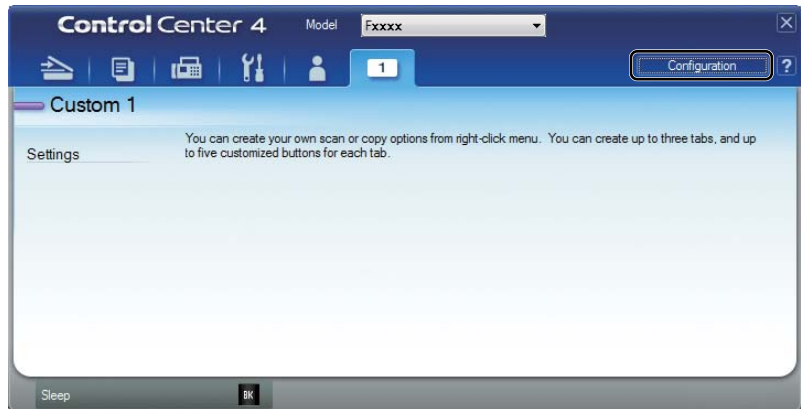 Control Center 4 Model Fxxxx
1 Configuration ?
Custom 1
You can create your own scan or copy options from right-click menu. You can create up to three tabs, and up
Settings to five customized buttons for each tab.
Sleep BK